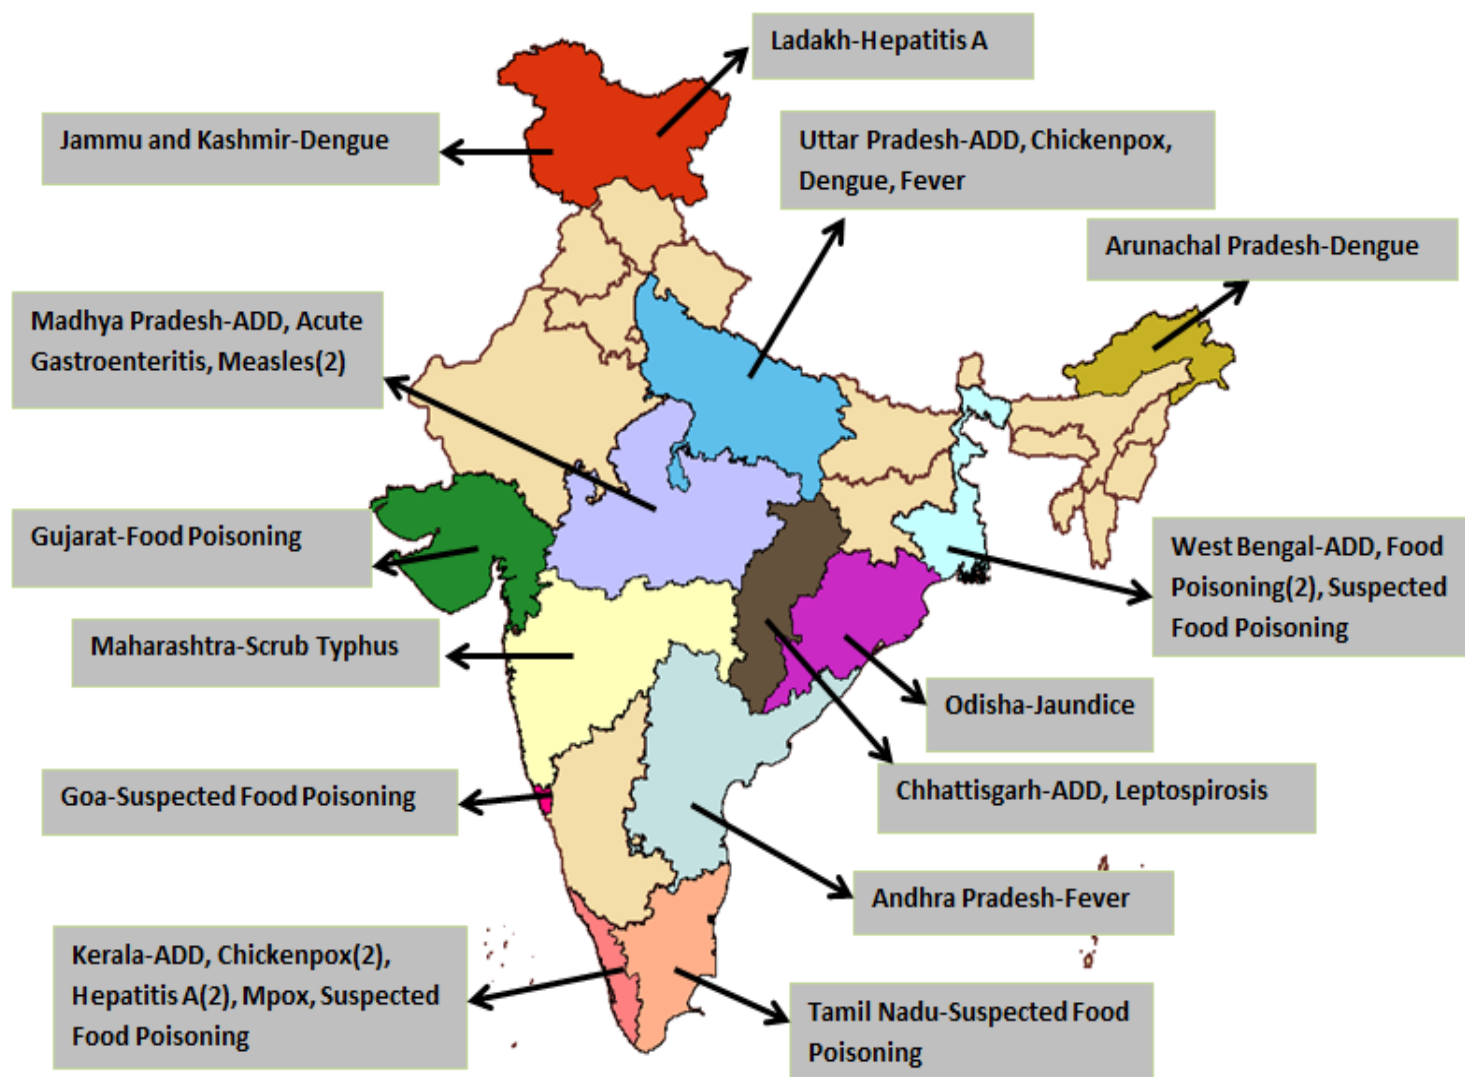 Ladakh-Hepatitis A
Jammu and Kashmir-Dengue
Uttar Pradesh-ADD, Chickenpox,
Dengue, Fever
Arunachal Pradesh-Dengue
Madhya Pradesh-ADD, Acute
Gastroenteritis, Measles(2)
Gujarat-Food Poisoning
West Bengal-ADD, Food
Poisoning(2), Suspected
Food Poisoning
Maharashtra-Scrub Typhus
Odisha-Jaundice
Goa-Suspected Food Poisoning
Chhattisgarh-ADD, Leptospirosis
Andhra Pradesh-Fever
Kerala-ADD, Chickenpox(2),
Hepatitis A(2), Mpox, Suspected
Food Poisoning
Tamil Nadu-Suspected Food
Poisoning